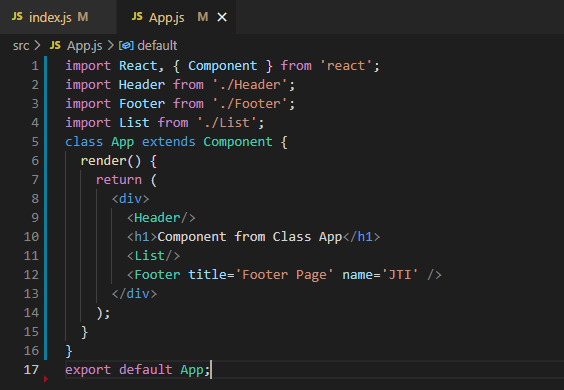 JS index.js M JS App.js M
src > JS App.js > default
1 import React, { Component } from 'react';
2 import Header from './Header';
3 import Footer from './Footer';
4 import List from './List';
5 class App extends Component {
6   render() {
7     return (
8       <div>
9         <Header/>
10         <h1>Component from Class App</h1>
11         <List/>
12         <Footer title='Footer Page' name='JTI' />
13       </div>
14     );
15   }
16 }
17 export default App;